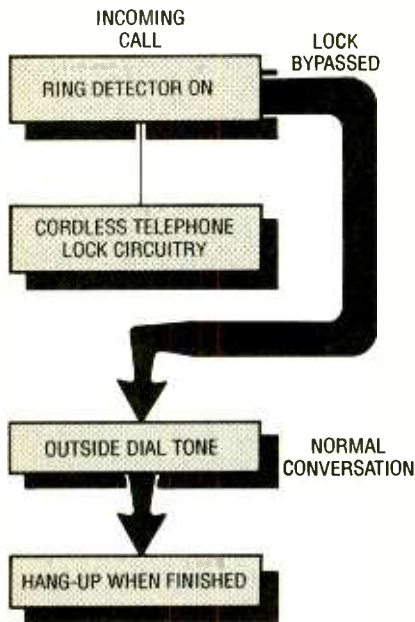 INCOMING
CALL
LOCK
BYPASSED
RING DETECTOR ON
CORDLESS TELEPHONE
LOCK CIRCUITRY
OUTSIDE DIAL TONE
NORMAL
CONVERSATION
HANG-UP WHEN FINISHED